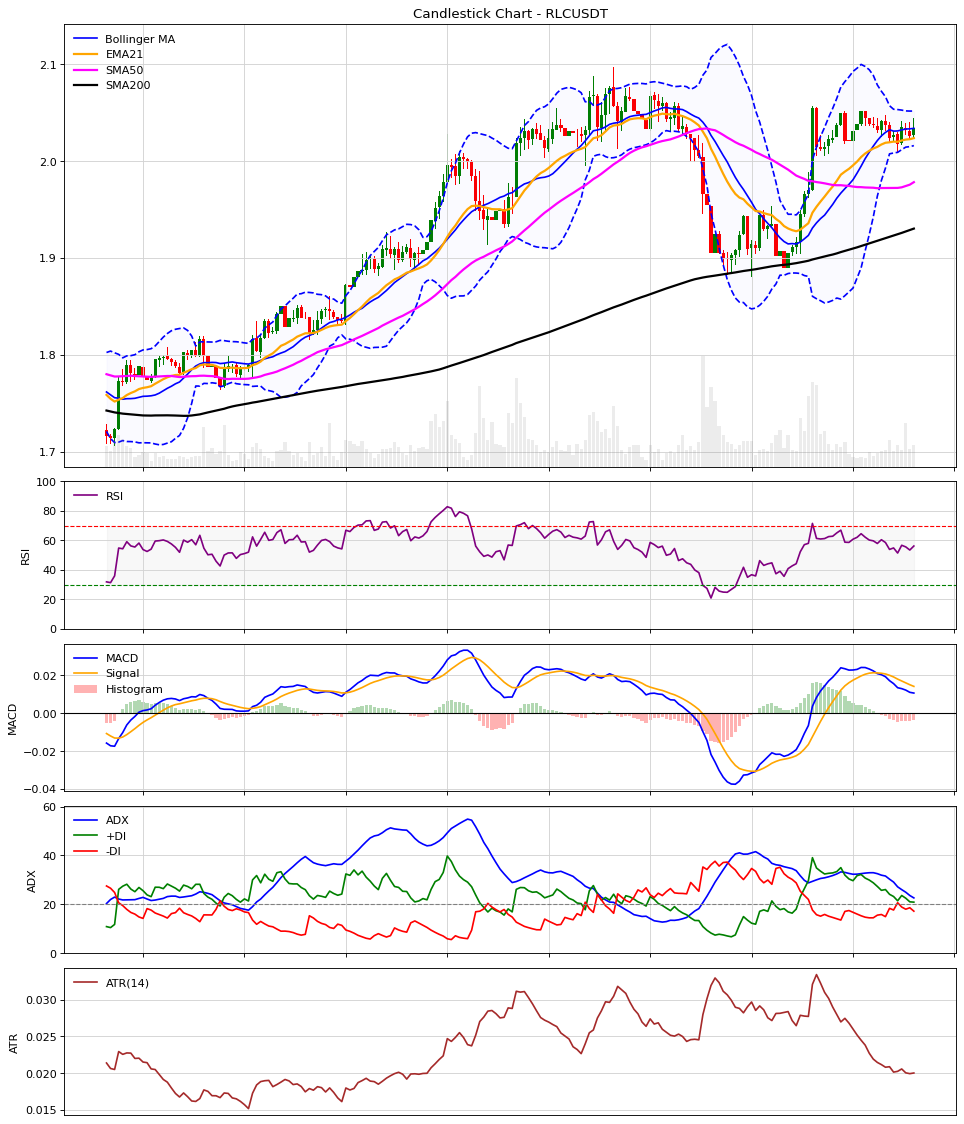 Candlestick Chart - RLCUSDT
Bollinger MA
EMA21
SMA50
SMA200
2.1
2.0
1.9
1.8
1.7
RSI
RSI
100
80
60
40
20
0
MACD
Signal
Histogram
MACD
0.02
0.00
−0.02
−0.04
ADX
+DI
-DI
ADX
60
40
20
0
ATR(14)
ATR
0.030
0.025
0.020
0.015